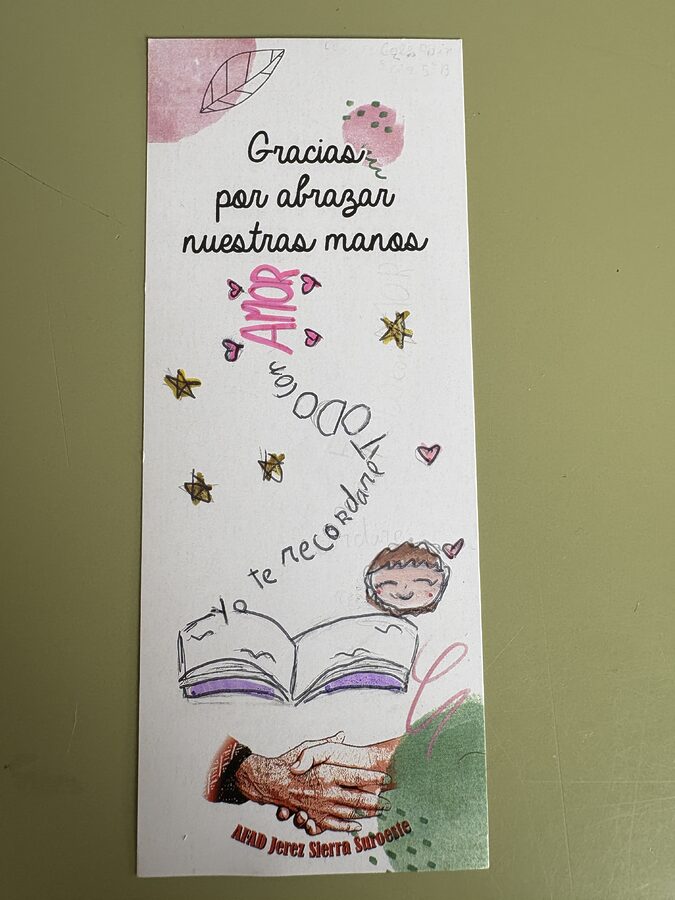 Gracias
por abrazar
nuestras manos
Yo te recordaré TODO con AMOR
AFAD Jerez Sierra Suroeste